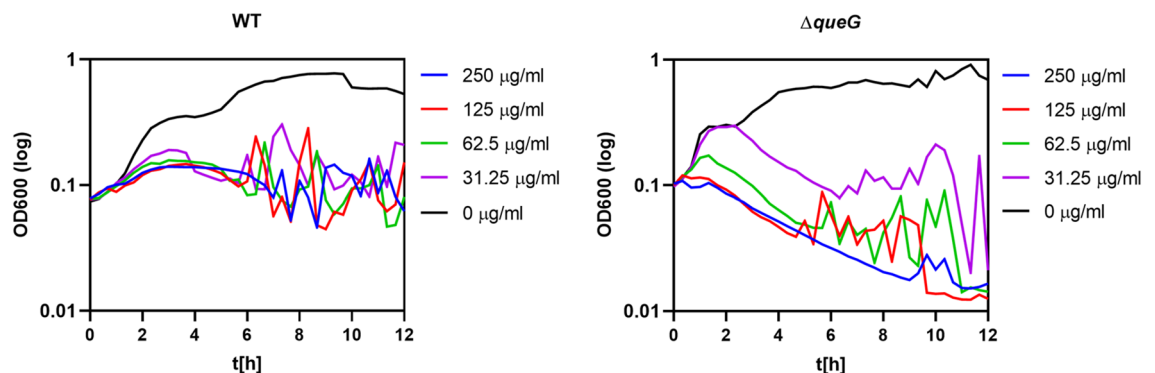 WT
OD600 (log)
1
0.1
0.01
0 2 4 6 8 10 12
t[h]
250 µg/ml
125 µg/ml
62.5 µg/ml
31.25 µg/ml
0 µg/ml
ΔqueG
OD600 (log)
1
0.1
0.01
0 2 4 6 8 10 12
t[h]
250 µg/ml
125 µg/ml
62.5 µg/ml
31.25 µg/ml
0 µg/ml